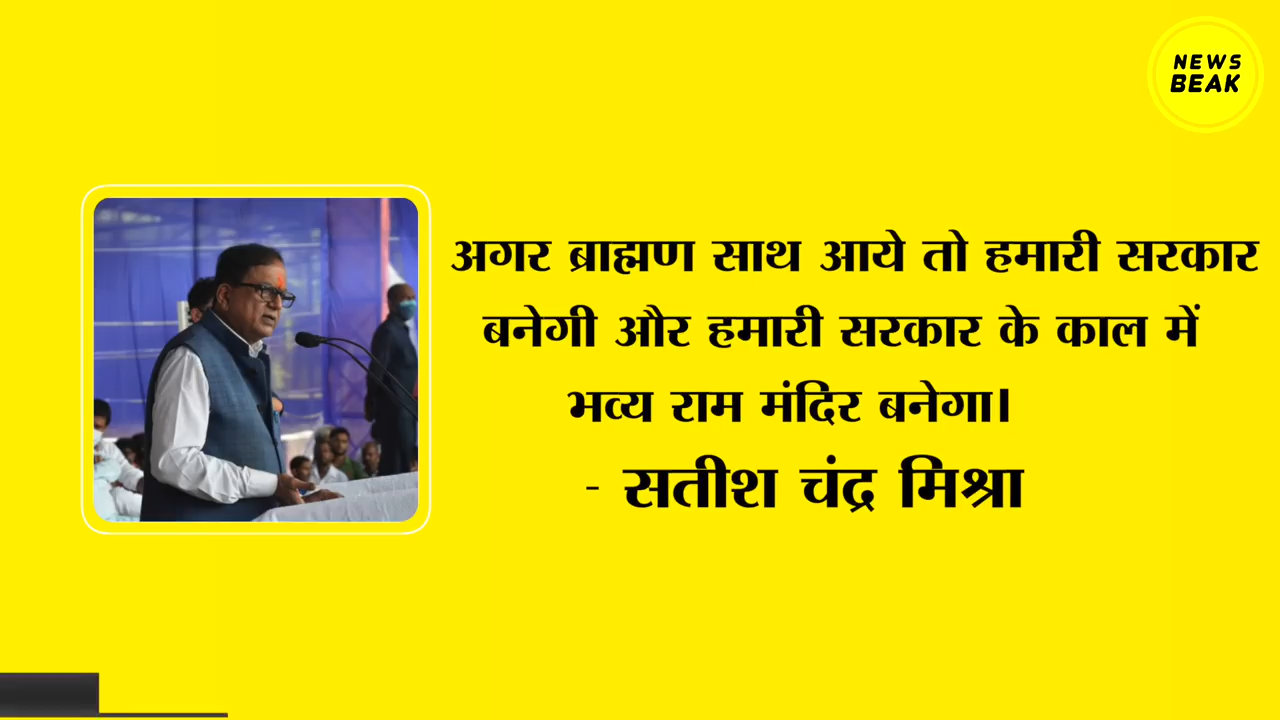 NEWS
BEAK
अगर ब्राह्मण साथ आये तो हमारी सरकार
बनेगी और हमारी सरकार के काल में
भव्य राम मंदिर बनेगा।
- सतीश चंद्र मिश्रा